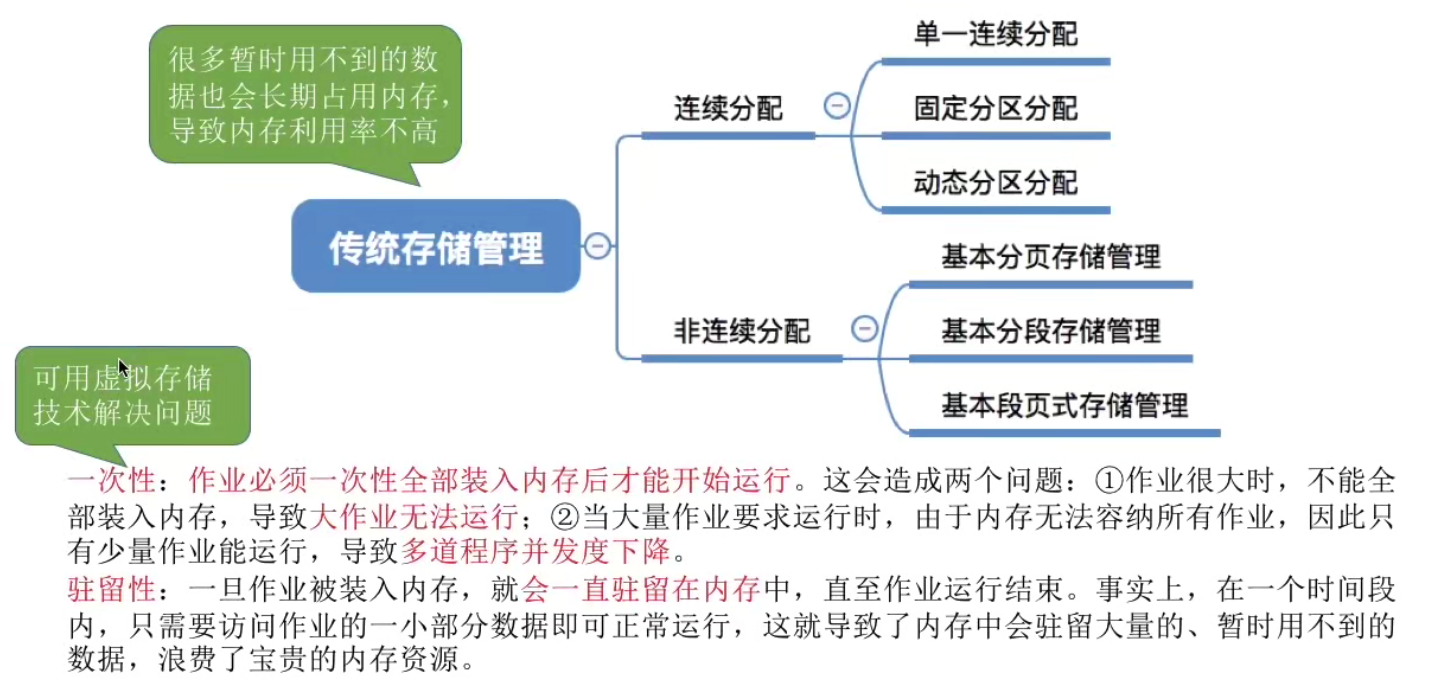 很多暂时用不到的数
据也会长期占用内存，
导致内存利用率不高
传统存储管理
连续分配
单一连续分配
固定分区分配
动态分区分配
非连续分配
基本分页存储管理
基本分段存储管理
基本段页式存储管理
可用虚拟存储
技术解决问题
一次性：作业必须一次性全部装入内存后才能开始运行。这会造成两个问题：①作业很大时，不能全
部装入内存，导致大作业无法运行；②当大量作业要求运行时，由于内存无法容纳所有作业，因此只
有少量作业能运行，导致多道程序并发度下降。
驻留性：一旦作业被装入内存，就会一直驻留在内存中，直至作业运行结束。事实上，在一个时间段
内，只需要访问作业的一小部分数据即可正常运行，这就导致了内存中会驻留大量的、暂时用不到的
数据，浪费了宝贵的内存资源。